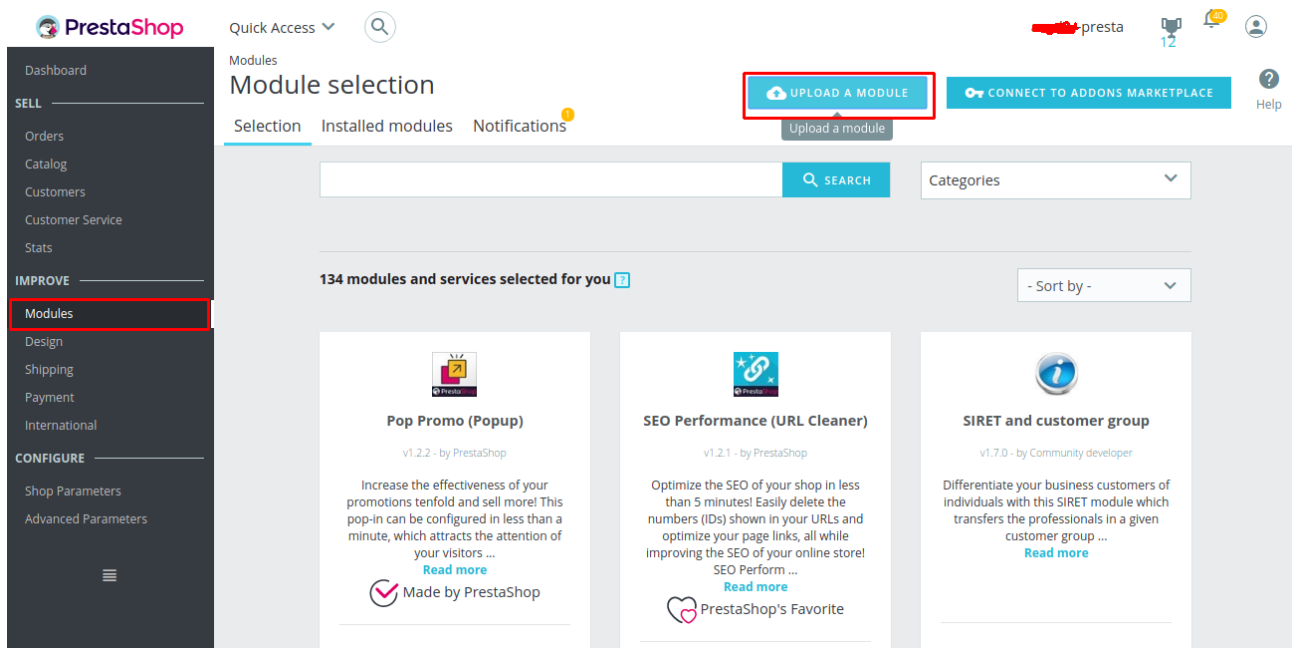 PrestaShop
Quick Access
presta
12
40
Dashboard
SELL
Orders
Catalog
Customers
Customer Service
Stats
IMPROVE
Modules
Design
Shipping
Payment
International
CONFIGURE
Shop Parameters
Advanced Parameters
Modules
Module selection
UPLOAD A MODULE
CONNECT TO ADDONS MARKETPLACE
?
Help
Upload a module
Selection
Installed modules
Notifications
1
SEARCH
Categories
134 modules and services selected for you ?
- Sort by -
Pop Promo (Popup)
v1.2.2 - by PrestaShop
Increase the effectiveness of your
promotions tenfold and sell more! This
pop-in can be configured in less than a
minute, which attracts the attention of
your visitors ...
Read more
Made by PrestaShop
SEO Performance (URL Cleaner)
v1.2.1 - by PrestaShop
Optimize the SEO of your shop in less
than 5 minutes! Easily delete the
numbers (IDs) shown in your URLs and
optimize your page links, all while
improving the SEO of your online store!
SEO Perform ...
Read more
PrestaShop's Favorite
SIRET and customer group
v1.7.0 - by Community developer
Differentiate your business customers of
individuals with this SIRET module which
transfers the professionals in a given
customer group ...
Read more